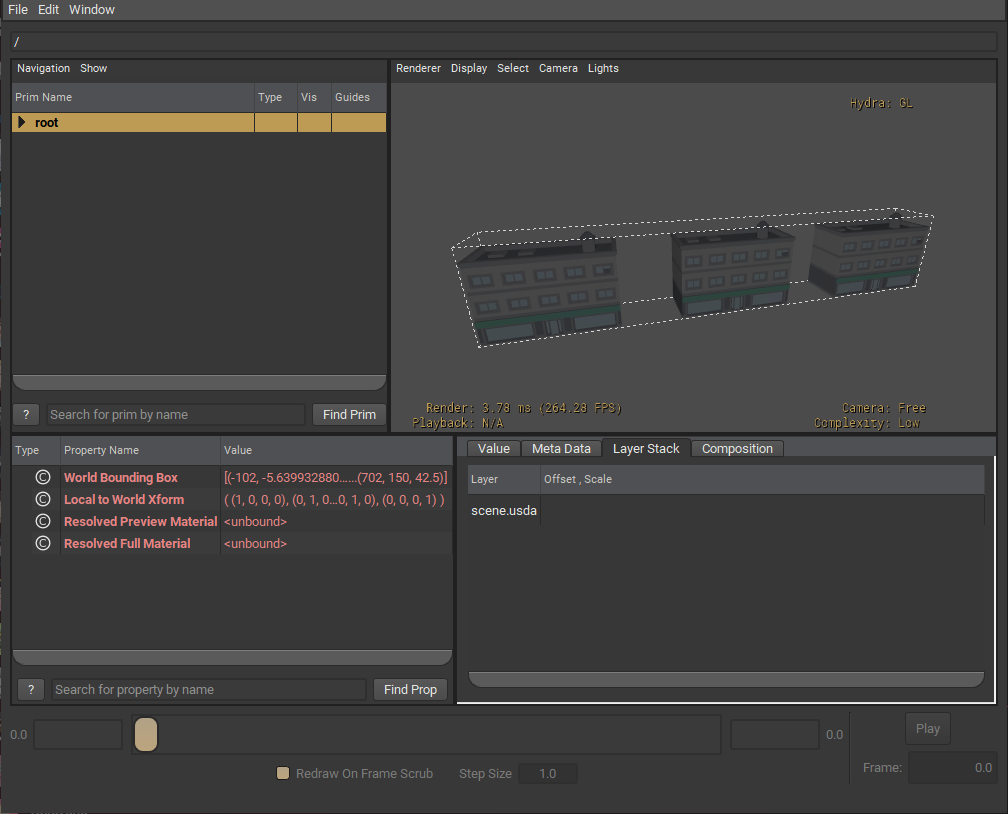 File Edit Window
/
Navigation Show
Renderer Display Select Camera Lights
Prim Name Type Vis Guides
root
Hydra: GL
Render: 3.78 ms (264.28 FPS)
Playback: N/A
Camera: Free
Complexity: Low
? Search for prim by name Find Prim
Type Property Name Value
© World Bounding Box [(-102, -5.639932880......(702, 150, 42.5)]
© Local to World Xform ( (1, 0, 0, 0), (0, 1, 0...0, 1, 0), (0, 0, 0, 1) )
© Resolved Preview Material <unbound>
© Resolved Full Material <unbound>
? Search for property by name Find Prop
Value Meta Data Layer Stack Composition
Layer Offset , Scale
scene.usda
0.0 0.0 Play
Redraw On Frame Scrub Step Size 1.0 Frame: 0.0